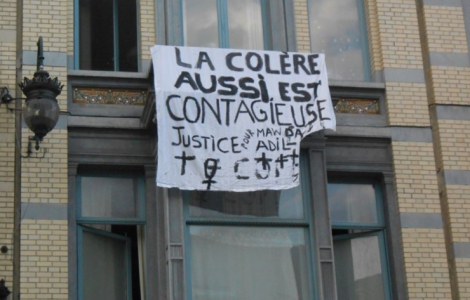 LA COLÈRE
AUSSI EST
CONTAGIEUSE
JUSTICE POUR MAWDA
ADIL